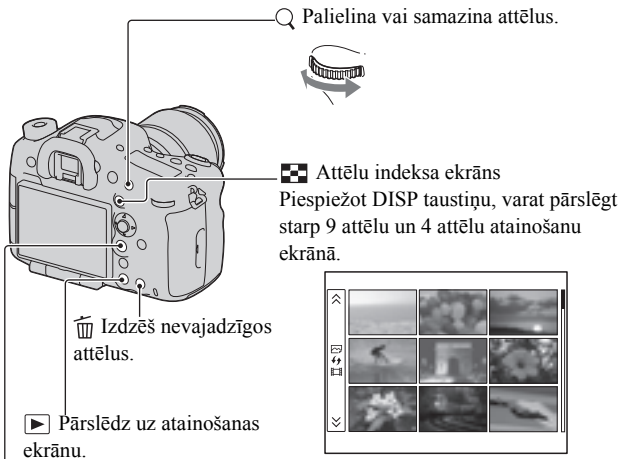 Palielina vai samazina attēlus.
Attēlu indeksa ekrāns
Piespiežot DISP taustiņu, varat pārslēgt
starp 9 attēlu un 4 attēlu atainošanu
ekrānā.
Izdzēš nevajadzīgos
attēlus.
Pārslēdz uz atainošanas
ekrānu.